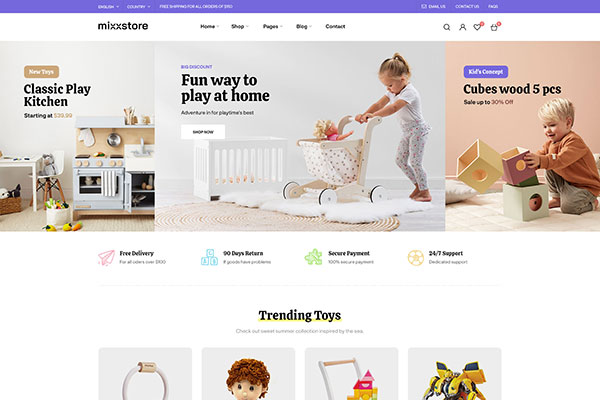 ENGLISH
COUNTRY
FREE SHIPPING FOR ALL ORDERS OF $150
EMAIL US
CONTACT US
FAQS
mixxstore
Home
Shop
Pages
Blog
Contact
New Toys
Classic Play
Kitchen
Starting at $39.99
BIG DISCOUNT
Fun way to
play at home
Adventure in for playtime's best
SHOP NOW
Kid's Concept
Cubes wood 5 pcs
Sale up to 30% Off
Free Delivery
For all oders over $100
90 Days Return
If goods have problems
Secure Payment
100% secure payment
24/7 Support
Dedicated support
Trending Toys
Check out sweet summer collection inspired by the sea.